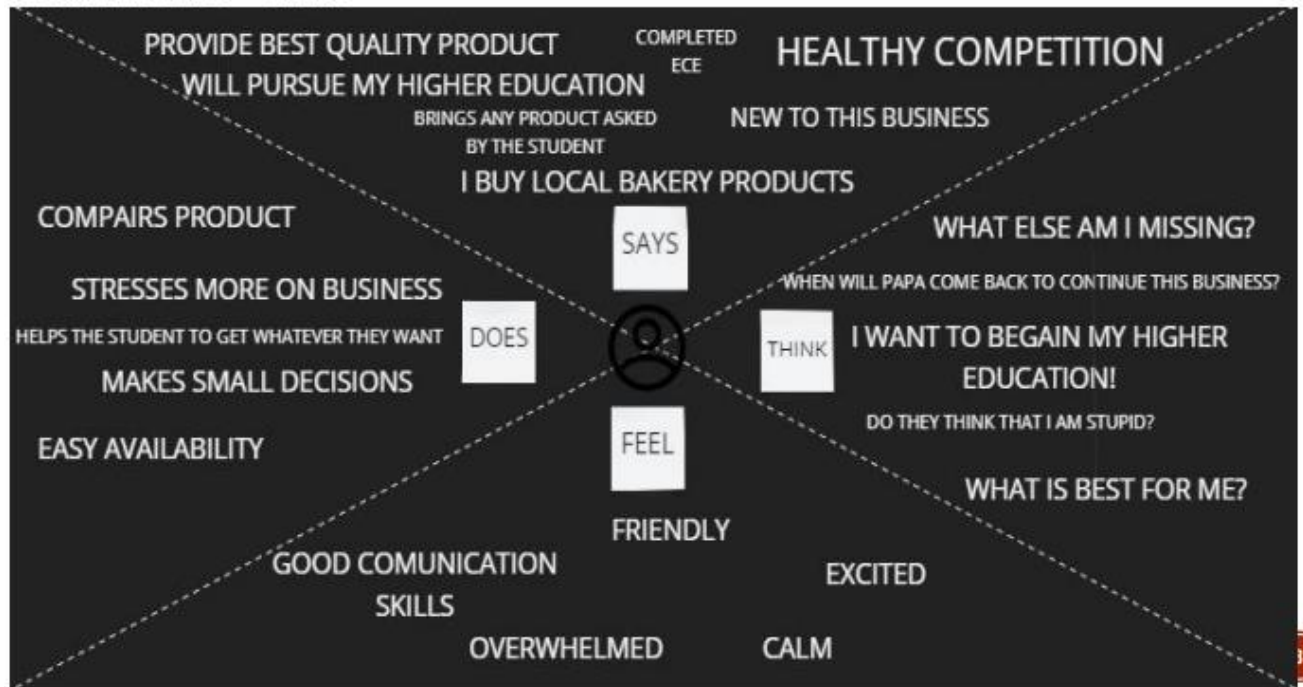 PROVIDE BEST QUALITY PRODUCT
COMPLETED
ECE
HEALTHY COMPETITION
WILL PURSUE MY HIGHER EDUCATION
BRINGS ANY PRODUCT ASKED
BY THE STUDENT
NEW TO THIS BUSINESS
I BUY LOCAL BAKERY PRODUCTS
SAYS
COMPAIRS PRODUCT
STRESSES MORE ON BUSINESS
HELPS THE STUDENT TO GET WHATEVER THEY WANT
MAKES SMALL DECISIONS
EASY AVAILABILITY
DOES
THINK
WHAT ELSE AM I MISSING?
WHEN WILL PAPA COME BACK TO CONTINUE THIS BUSINESS?
I WANT TO BEGAIN MY HIGHER
EDUCATION!
DO THEY THINK THAT I AM STUPID?
WHAT IS BEST FOR ME?
FEEL
FRIENDLY
GOOD COMUNICATION
SKILLS
EXCITED
OVERWHELMED
CALM